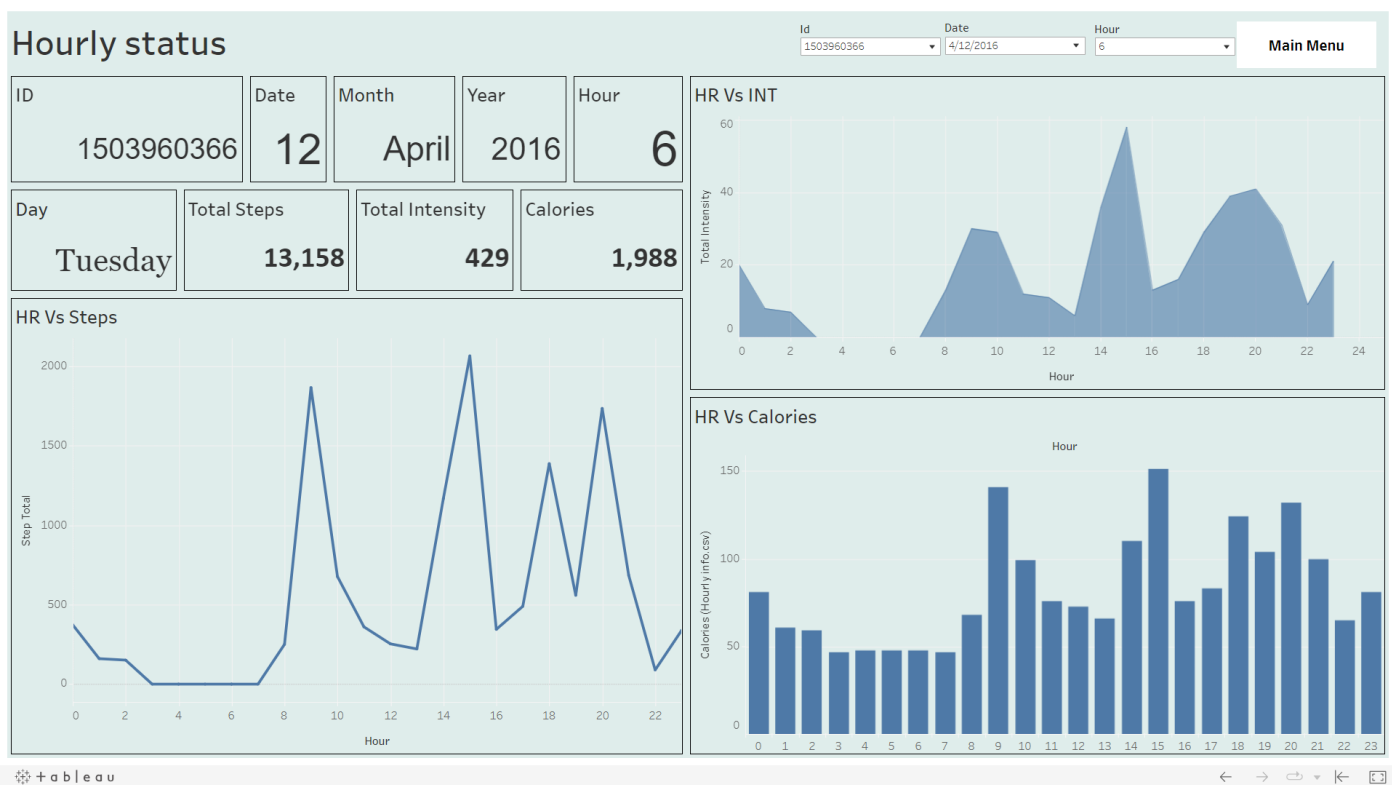 Hourly status
Id
1503960366
Date
4/12/2016
Hour
6
Main Menu
ID
1503960366
Date
12
Month
April
Year
2016
Hour
6
Day
Tuesday
Total Steps
13,158
Total Intensity
429
Calories
1,988
HR Vs Steps
2000
1500
1000
500
0
Step Total
0 2 4 6 8 10 12 14 16 18 20 22
Hour
HR Vs INT
60
40
20
0
Total Intensity
0 2 4 6 8 10 12 14 16 18 20 22 24
Hour
HR Vs Calories
Hour
150
100
50
0
Calories (Hourly info.csv)
0 1 2 3 4 5 6 7 8 9 10 11 12 13 14 15 16 17 18 19 20 21 22 23
+ a b l e a u